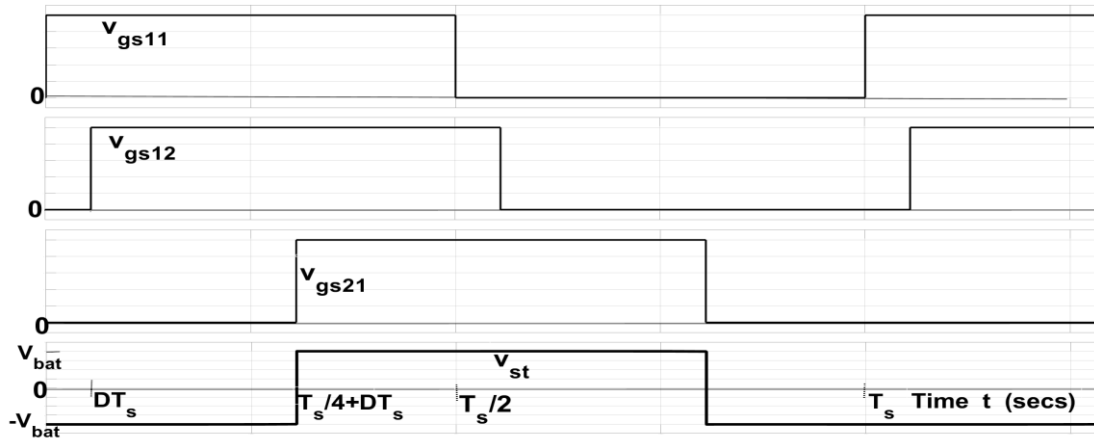 v_gs11
0
v_gs12
0
v_gs21
0
V_bat
v_st
0
DT_s
T_s/4+DT_s
T_s/2
T_s Time t (secs)
-V_bat